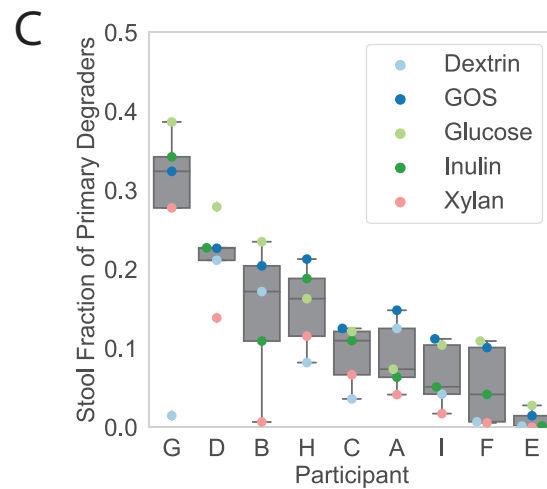 C
Stool Fraction of Primary Degraders
0.5
0.4
0.3
0.2
0.1
0.0
Dextrin
GOS
Glucose
Inulin
Xylan
G D B H C A I F E
Participant